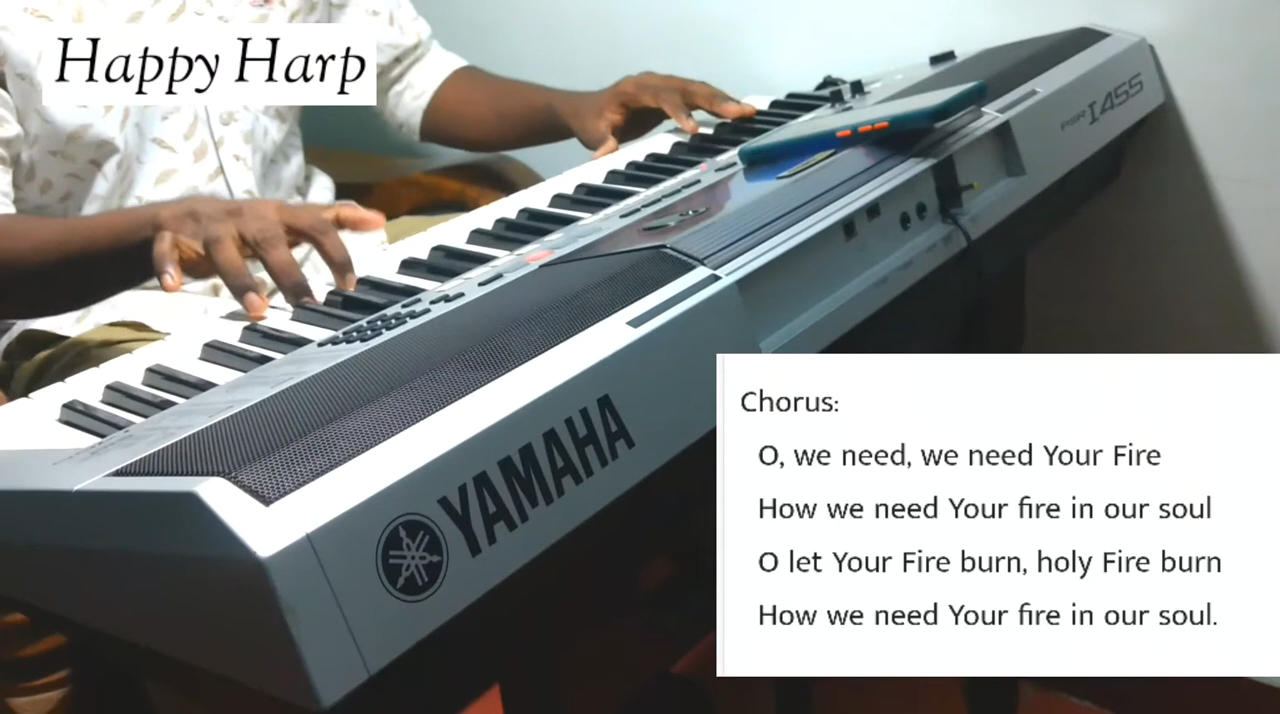 Happy Harp
PSR I455
YAMAHA
Chorus:
O, we need, we need Your Fire
How we need Your fire in our soul
O let Your Fire burn, holy Fire burn
How we need Your fire in our soul.